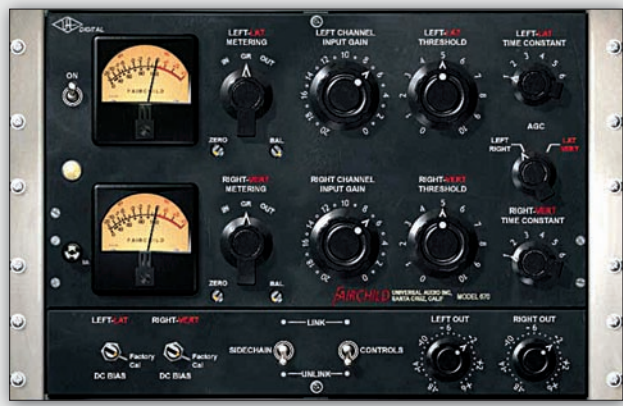 UA DIGITAL
LEFT-LAT METERING
LEFT CHANNEL INPUT GAIN
LEFT-LAT THRESHOLD
LEFT-LAT TIME CONSTANT
IN GR OUT
ON
FAIRCHILD
ZERO
BAL
AGC
LEFT RIGHT
LAT VERT
RIGHT-VERT METERING
RIGHT CHANNEL INPUT GAIN
RIGHT-VERT THRESHOLD
RIGHT-VERT TIME CONSTANT
IN GR OUT
FAIRCHILD
ZERO
BAL
FAIRCHILD UNIVERSAL AUDIO INC. SANTA CRUZ, CALIF MODEL 670
LEFT-LAT
RIGHT-VERT
LINK
LEFT OUT
RIGHT OUT
Factory Cal
Factory Cal
SIDECHAIN
CONTROLS
DC BIAS
DC BIAS
UNLINK